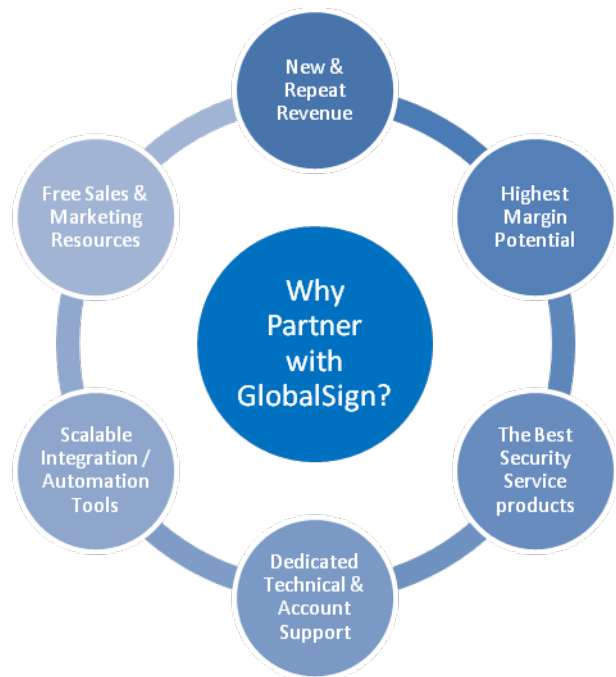 New &
Repeat
Revenue
Highest
Margin
Potential
The Best
Security
Service
products
Dedicated
Technical &
Account
Support
Scalable
Integration /
Automation
Tools
Free Sales &
Marketing
Resources
Why
Partner
with
GlobalSign?